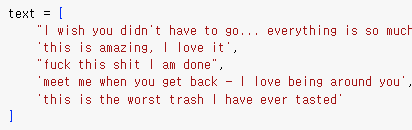 text = [
"I wish you didn't have to go... everything is so much
'this is amazing, I love it',
"fuck this shit I am done",
'meet me when you get back – I love being around you',
'this is the worst trash I have ever tasted'
]